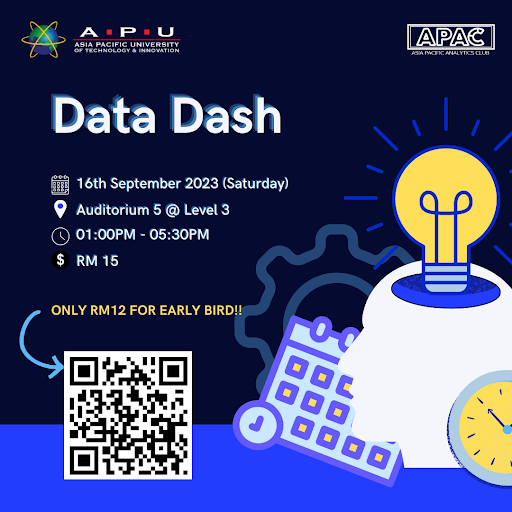 A • P • U
ASIA PACIFIC UNIVERSITY
OF TECHNOLOGY & INNOVATION
APAC
ASIA PACIFIC ANALYTICS CLUB
Data Dash
16th September 2023 (Saturday)
Auditorium 5 @ Level 3
01:00PM - 05:30PM
$ RM 15
ONLY RM12 FOR EARLY BIRD!!